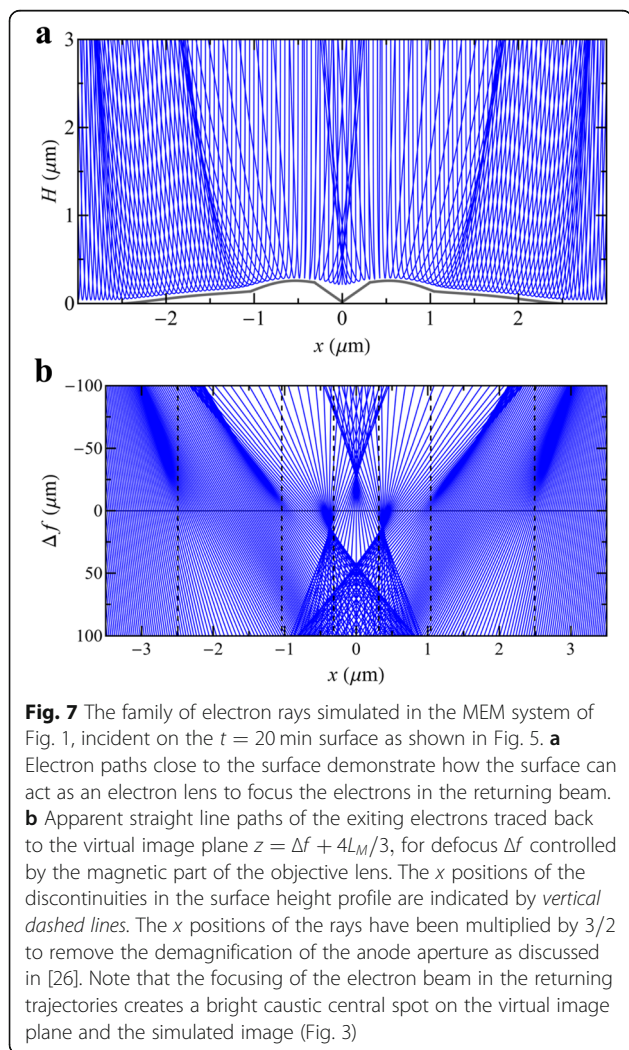 a
3
2
1
0
H (μm)
−2
−1
0
1
2
x (μm)
b
-100
-50
0
50
100
Δf (μm)
-3
-2
-1
0
1
2
3
x (μm)
Fig. 7 The family of electron rays simulated in the MEM system of
Fig. 1, incident on the t = 20 min surface as shown in Fig. 5. a
Electron paths close to the surface demonstrate how the surface can
act as an electron lens to focus the electrons in the returning beam.
b Apparent straight line paths of the exiting electrons traced back
to the virtual image plane z = Δf + 4L_M/3, for defocus Δf controlled
by the magnetic part of the objective lens. The x positions of the
discontinuities in the surface height profile are indicated by vertical
dashed lines. The x positions of the rays have been multiplied by 3/2
to remove the demagnification of the anode aperture as discussed
in [26]. Note that the focusing of the electron beam in the returning
trajectories creates a bright caustic central spot on the virtual image
plane and the simulated image (Fig. 3)